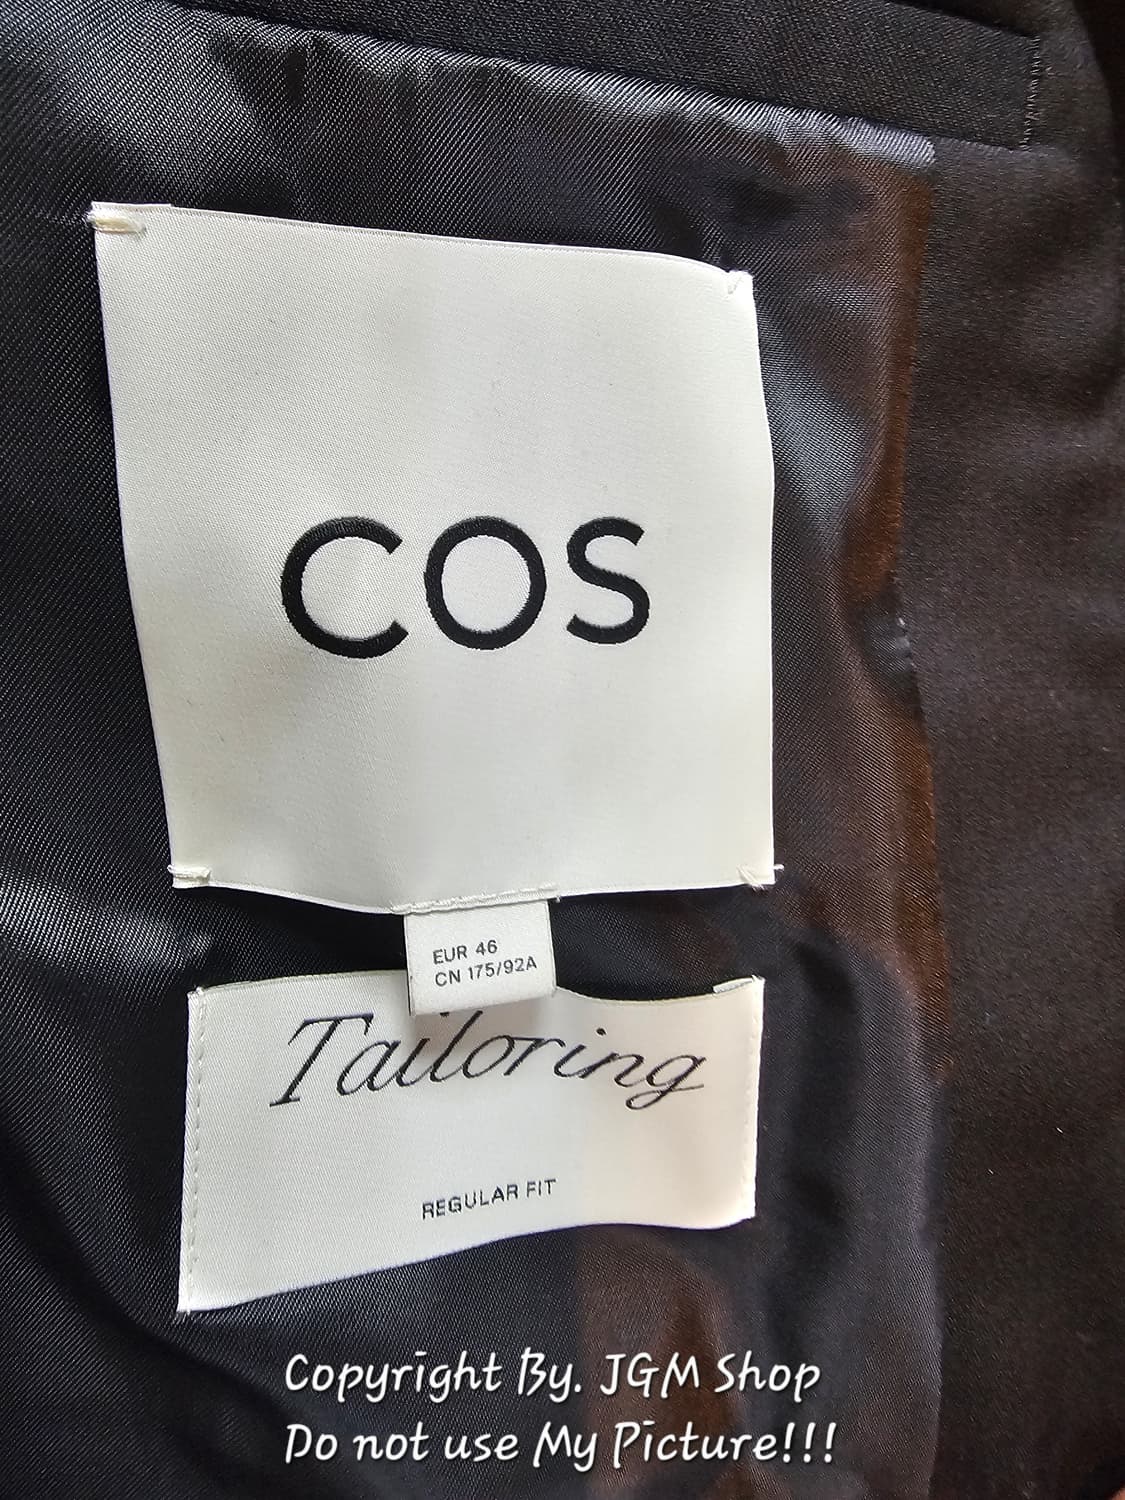 COS
EUR 46
CN 175/92A
Tailoring
REGULAR FIT
Copyright By. JGM Shop
Do not use My Picture!!!